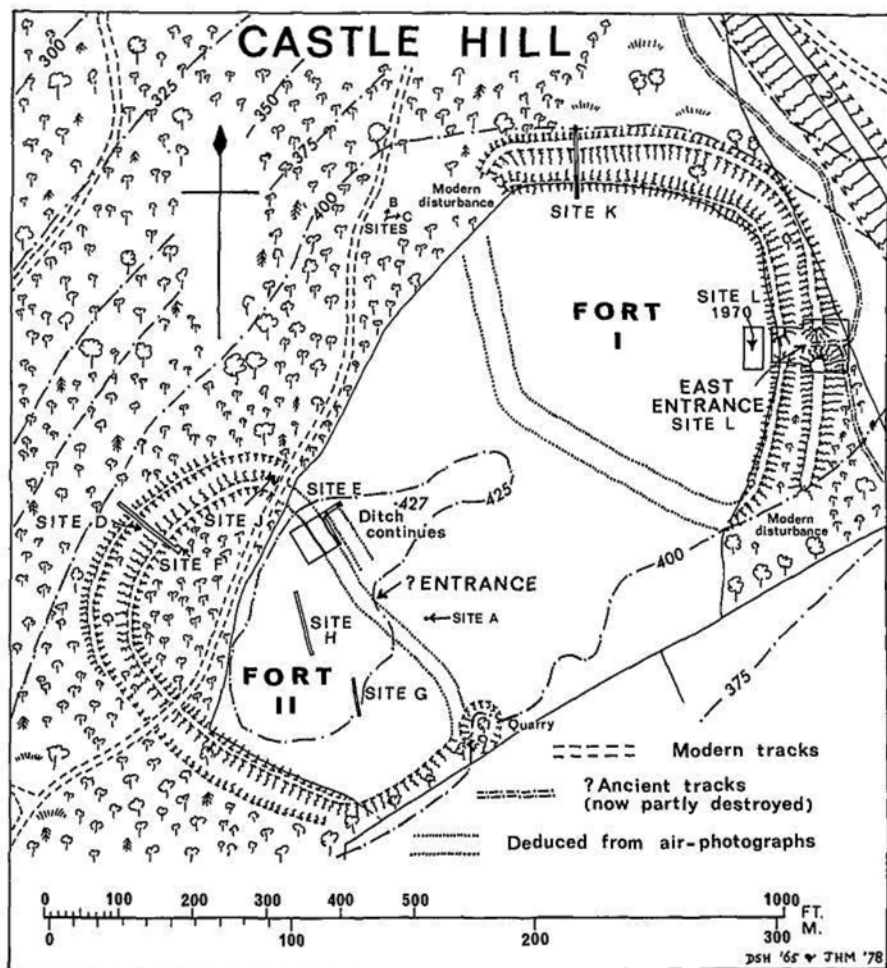 CASTLE HILL
300
325
350
375
400
Modern
disturbance
B
C
SITES
SITE K
FORT
I
SITE L
1970
EAST
ENTRANCE
SITE L
SITE E
·427
425
Ditch
continues
SITE D
SITE J
SITE F
? ENTRANCE
SITE A
SITE
H
FORT
II
SITE G
Modern
disturbance
400
375
Quarry
Modern tracks
? Ancient tracks
(now partly destroyed)
Deduced from air-photographs
0 100 200 300 400 500 1000
FT.
M.
0 100 200 300
DSH '65 & JHM '78